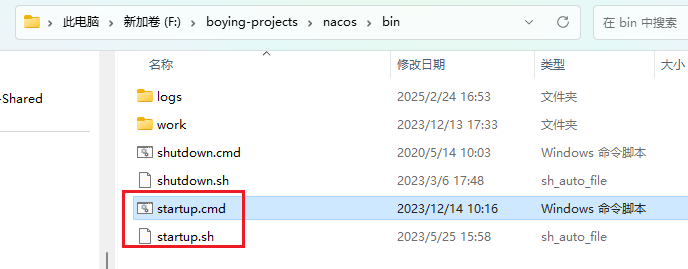 此电脑 > 新加卷 (F:) > boying-projects > nacos > bin
在 bin 中搜索
名称 修改日期 类型 大小
-Shared
logs 2025/2/24 16:53 文件夹
work 2023/12/13 17:33 文件夹
shutdown.cmd 2020/5/14 10:03 Windows 命令脚本
shutdown.sh 2023/3/6 17:48 sh_auto_file
startup.cmd 2023/12/14 10:16 Windows 命令脚本
startup.sh 2023/5/25 15:58 sh_auto_file